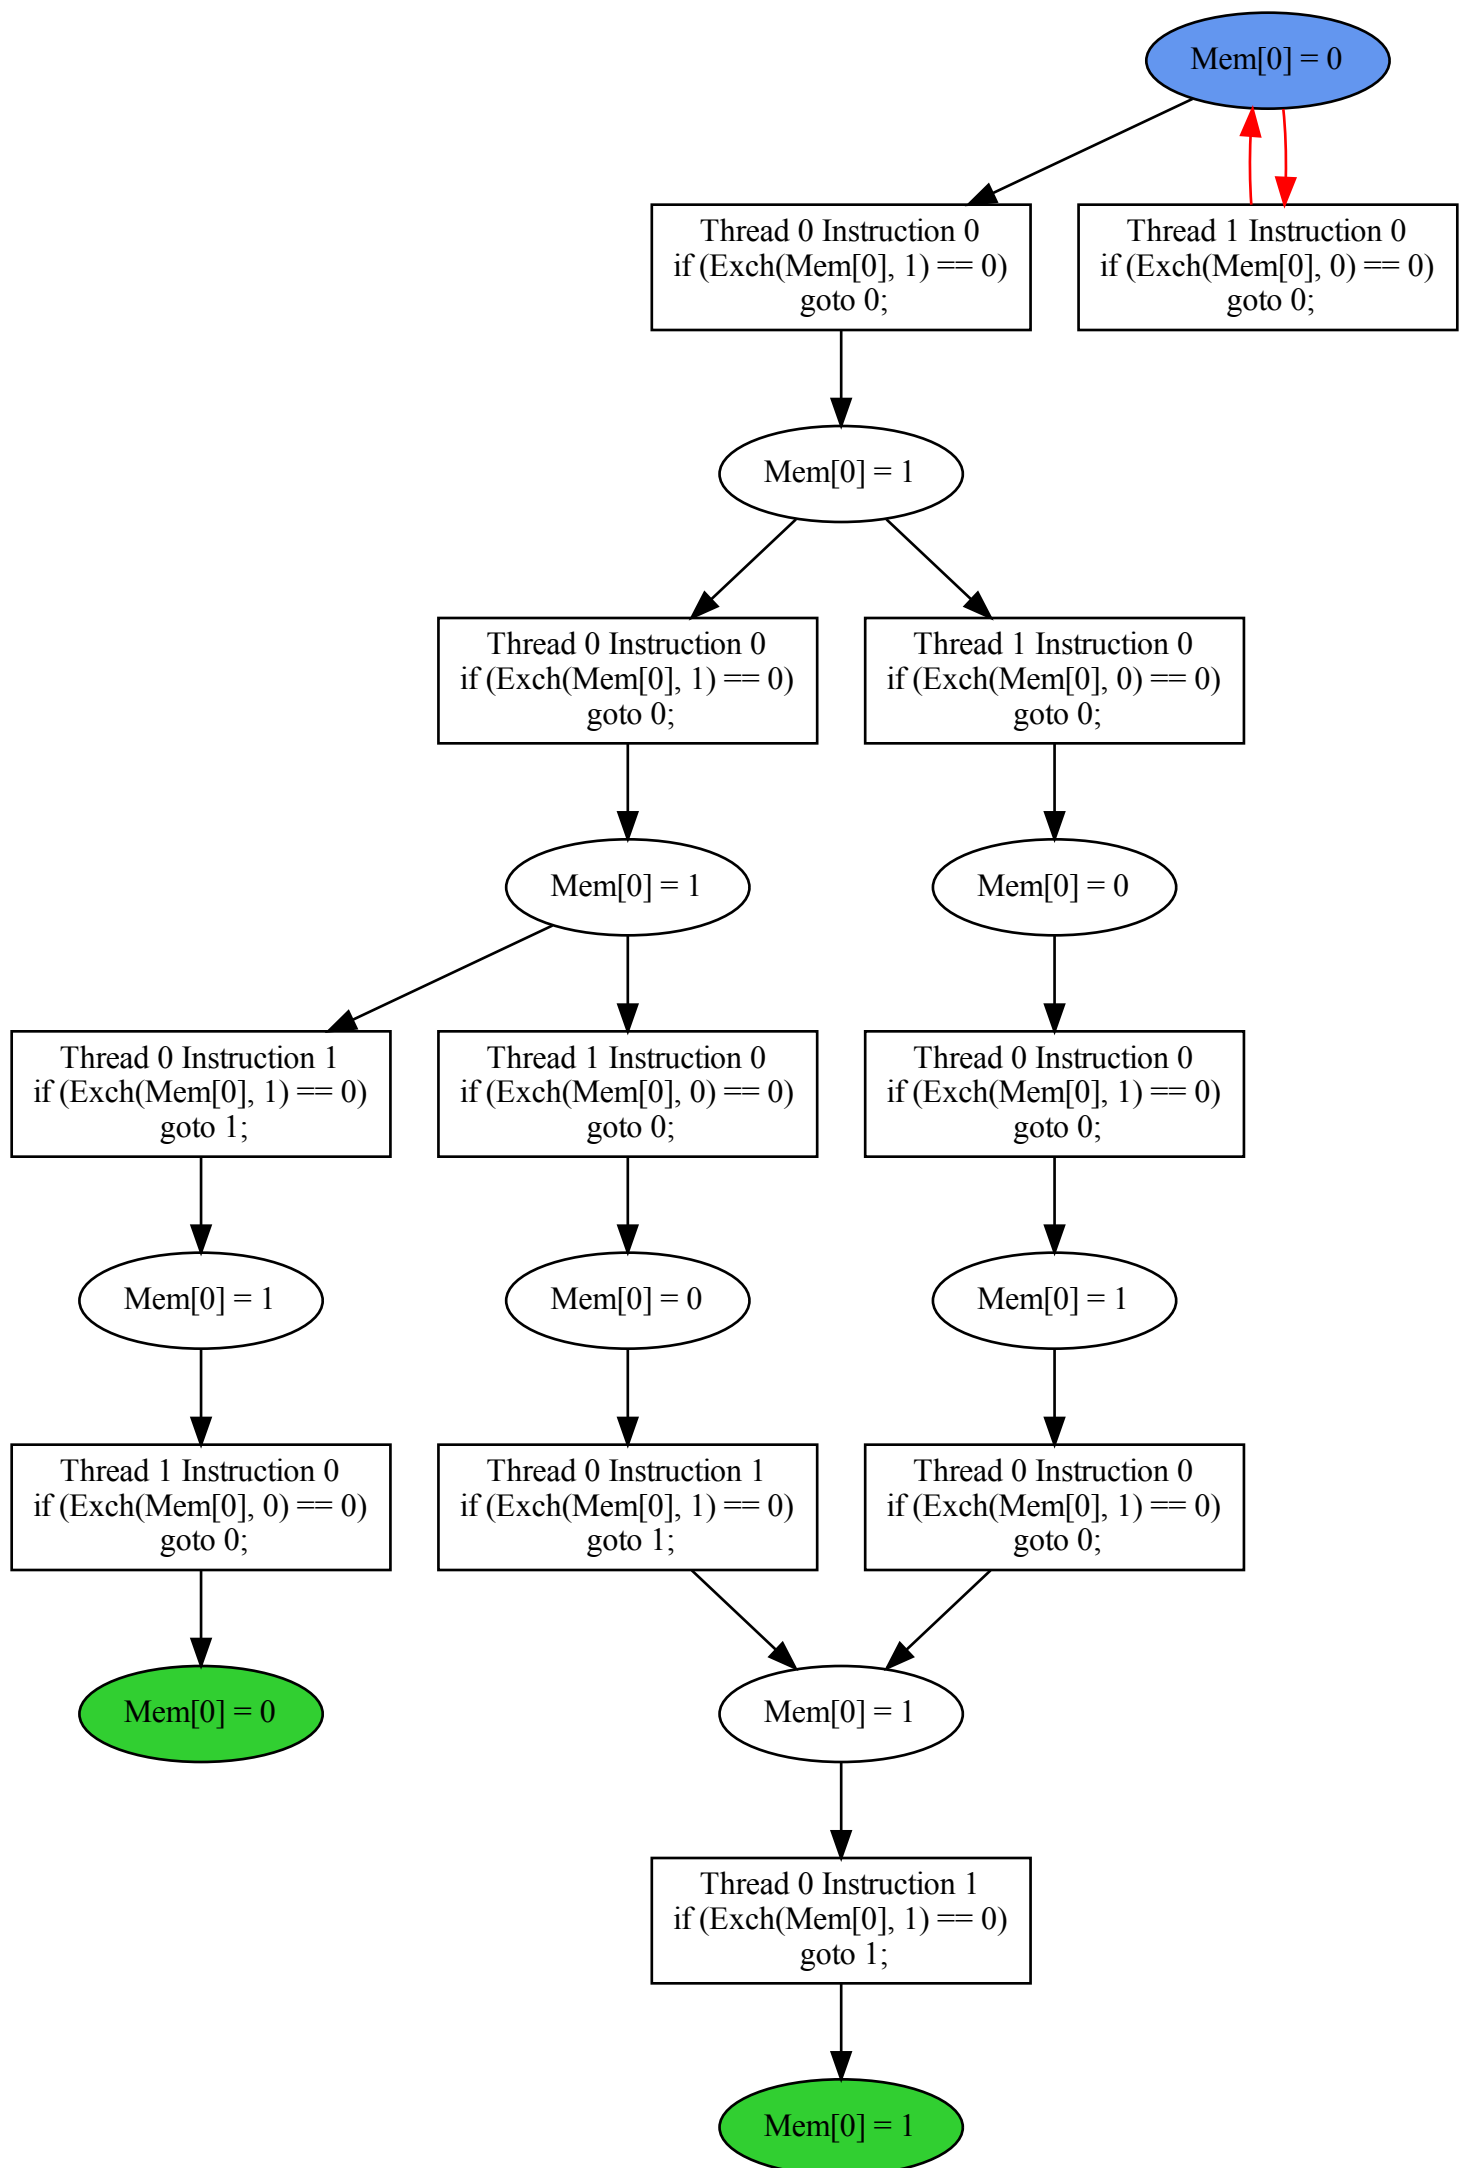 Mem[0] = 0
Thread 0 Instruction 0
if (Exch(Mem[0], 1) == 0)
goto 0;
Thread 1 Instruction 0
if (Exch(Mem[0], 0) == 0)
goto 0;
Mem[0] = 1
Thread 0 Instruction 0
if (Exch(Mem[0], 1) == 0)
goto 0;
Thread 1 Instruction 0
if (Exch(Mem[0], 0) == 0)
goto 0;
Mem[0] = 1
Mem[0] = 0
Thread 0 Instruction 1
if (Exch(Mem[0], 1) == 0)
goto 1;
Thread 1 Instruction 0
if (Exch(Mem[0], 0) == 0)
goto 0;
Thread 0 Instruction 0
if (Exch(Mem[0], 1) == 0)
goto 0;
Mem[0] = 1
Mem[0] = 0
Mem[0] = 1
Thread 1 Instruction 0
if (Exch(Mem[0], 0) == 0)
goto 0;
Thread 0 Instruction 1
if (Exch(Mem[0], 1) == 0)
goto 1;
Thread 0 Instruction 0
if (Exch(Mem[0], 1) == 0)
goto 0;
Mem[0] = 0
Mem[0] = 1
Thread 0 Instruction 1
if (Exch(Mem[0], 1) == 0)
goto 1;
Mem[0] = 1